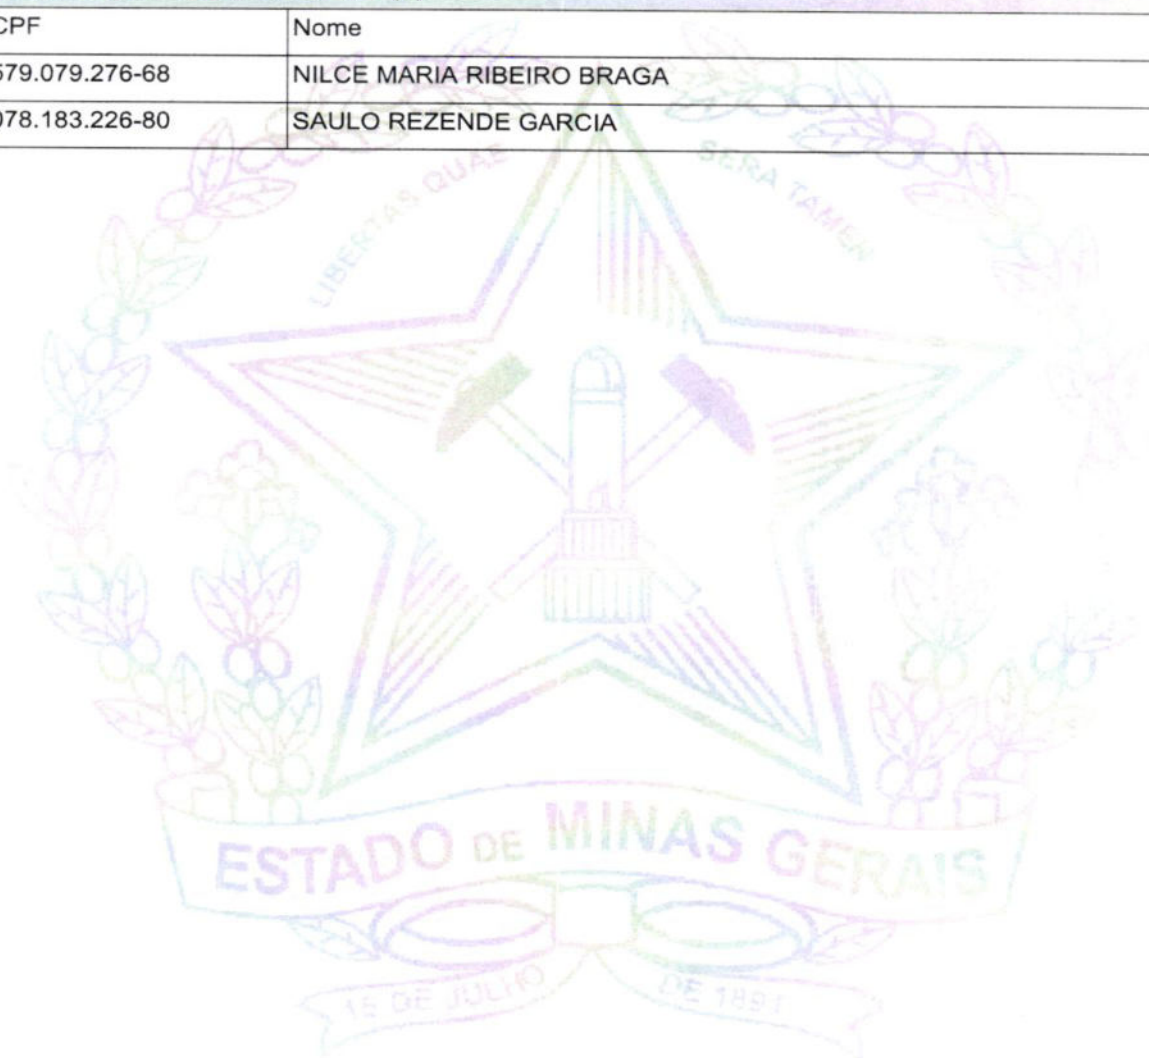 CPF Nome
579.079.276-68 NILCE MARIA RIBEIRO BRAGA
078.183.226-80 SAULO REZENDE GARCIA
LIBERTAS QUAE SERA TAMEN
ESTADO DE MINAS GERAIS
15 DE JULHO DE 1891